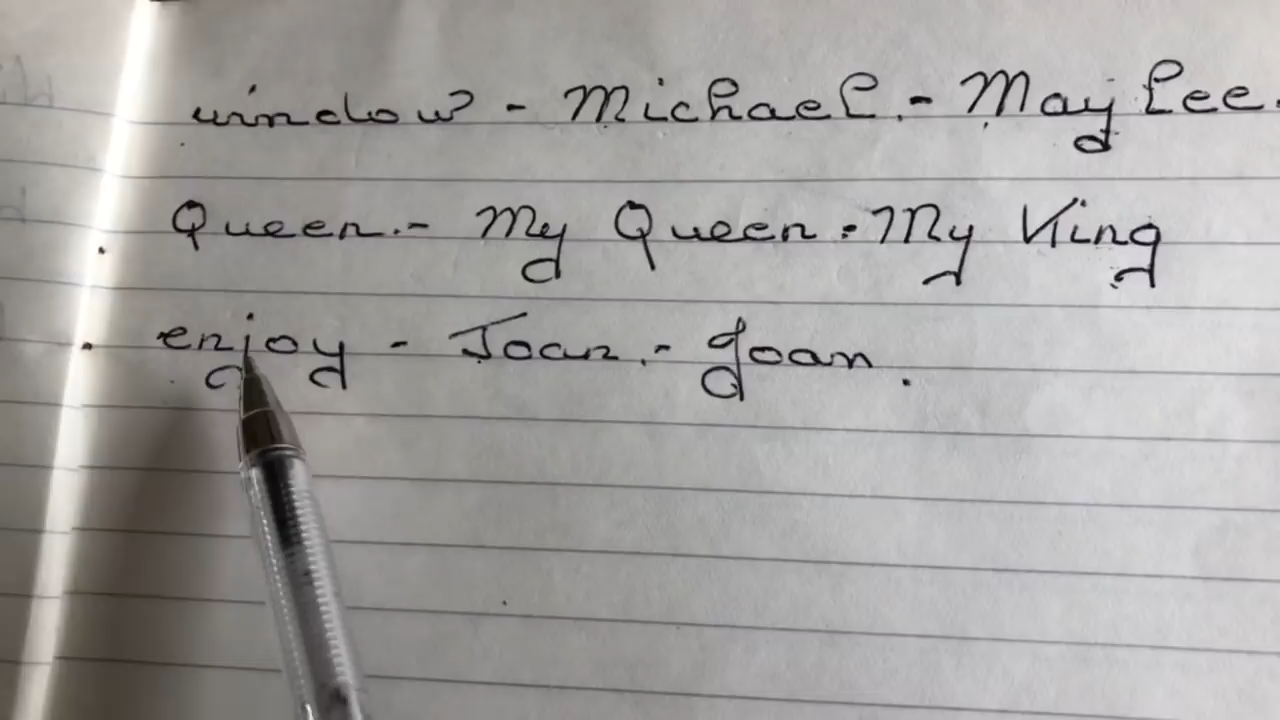 window - Michael. - May Lee.
Queen. - My Queen. My King
enjoy - Joan. - Joan.